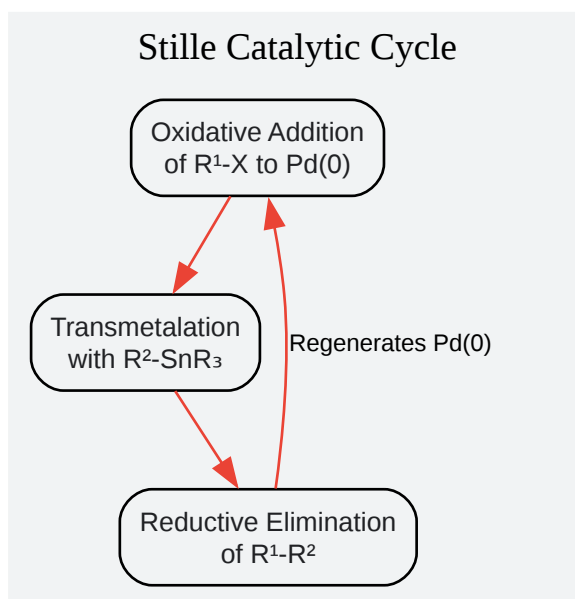 Stille Catalytic Cycle
Oxidative Addition
of R¹-X to Pd(0)
Transmetalation
with R²-SnR₃
Regenerates Pd(0)
Reductive Elimination
of R¹-R²